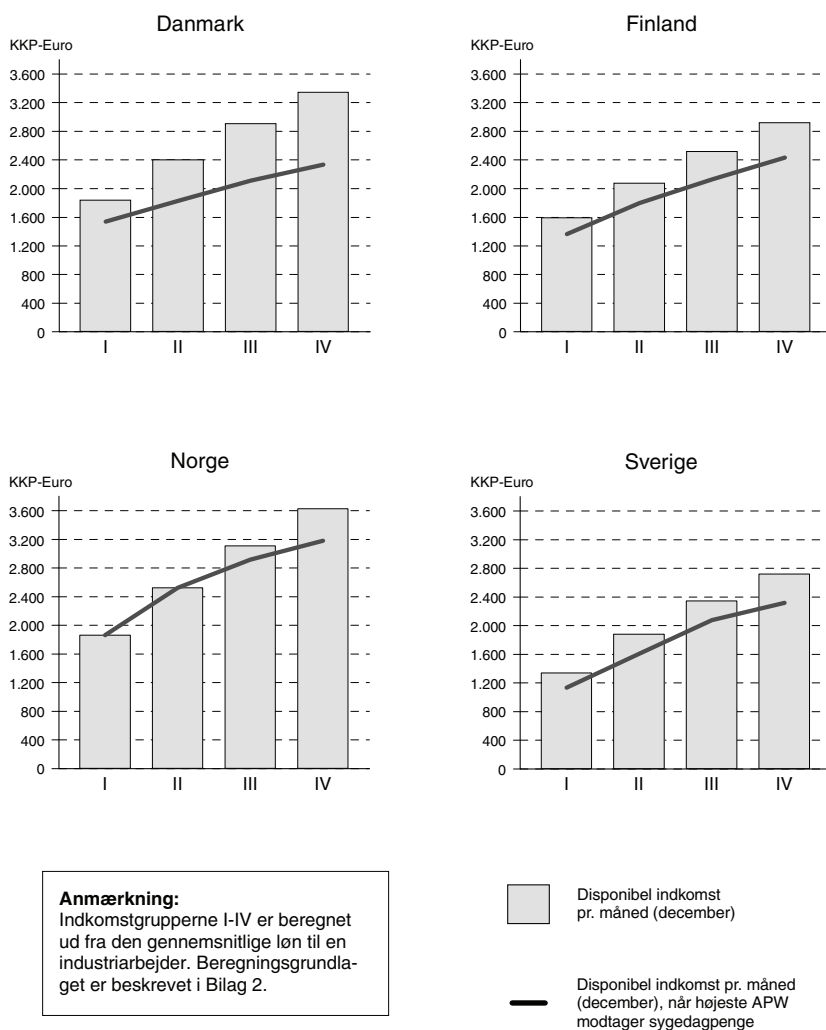 Danmark
KKP-Euro
3.600
3.200
2.800
2.400
2.000
1.600
1.200
800
400
0
I II III IV
Finland
KKP-Euro
3.600
3.200
2.800
2.400
2.000
1.600
1.200
800
400
0
I II III IV
Norge
KKP-Euro
3.600
3.200
2.800
2.400
2.000
1.600
1.200
800
400
0
I II III IV
Sverige
KKP-Euro
3.600
3.200
2.800
2.400
2.000
1.600
1.200
800
400
0
I II III IV
Anmærkning:
Indkomstgrupperne I-IV er beregnet
ud fra den gennemsnitlige løn til en
industriarbejder. Beregningsgrundla-
get er beskrevet i Bilag 2.
Disponibel indkomst
pr. måned (december)
Disponibel indkomst pr. måned
(december), når højeste APW
modtager sygedagpenge